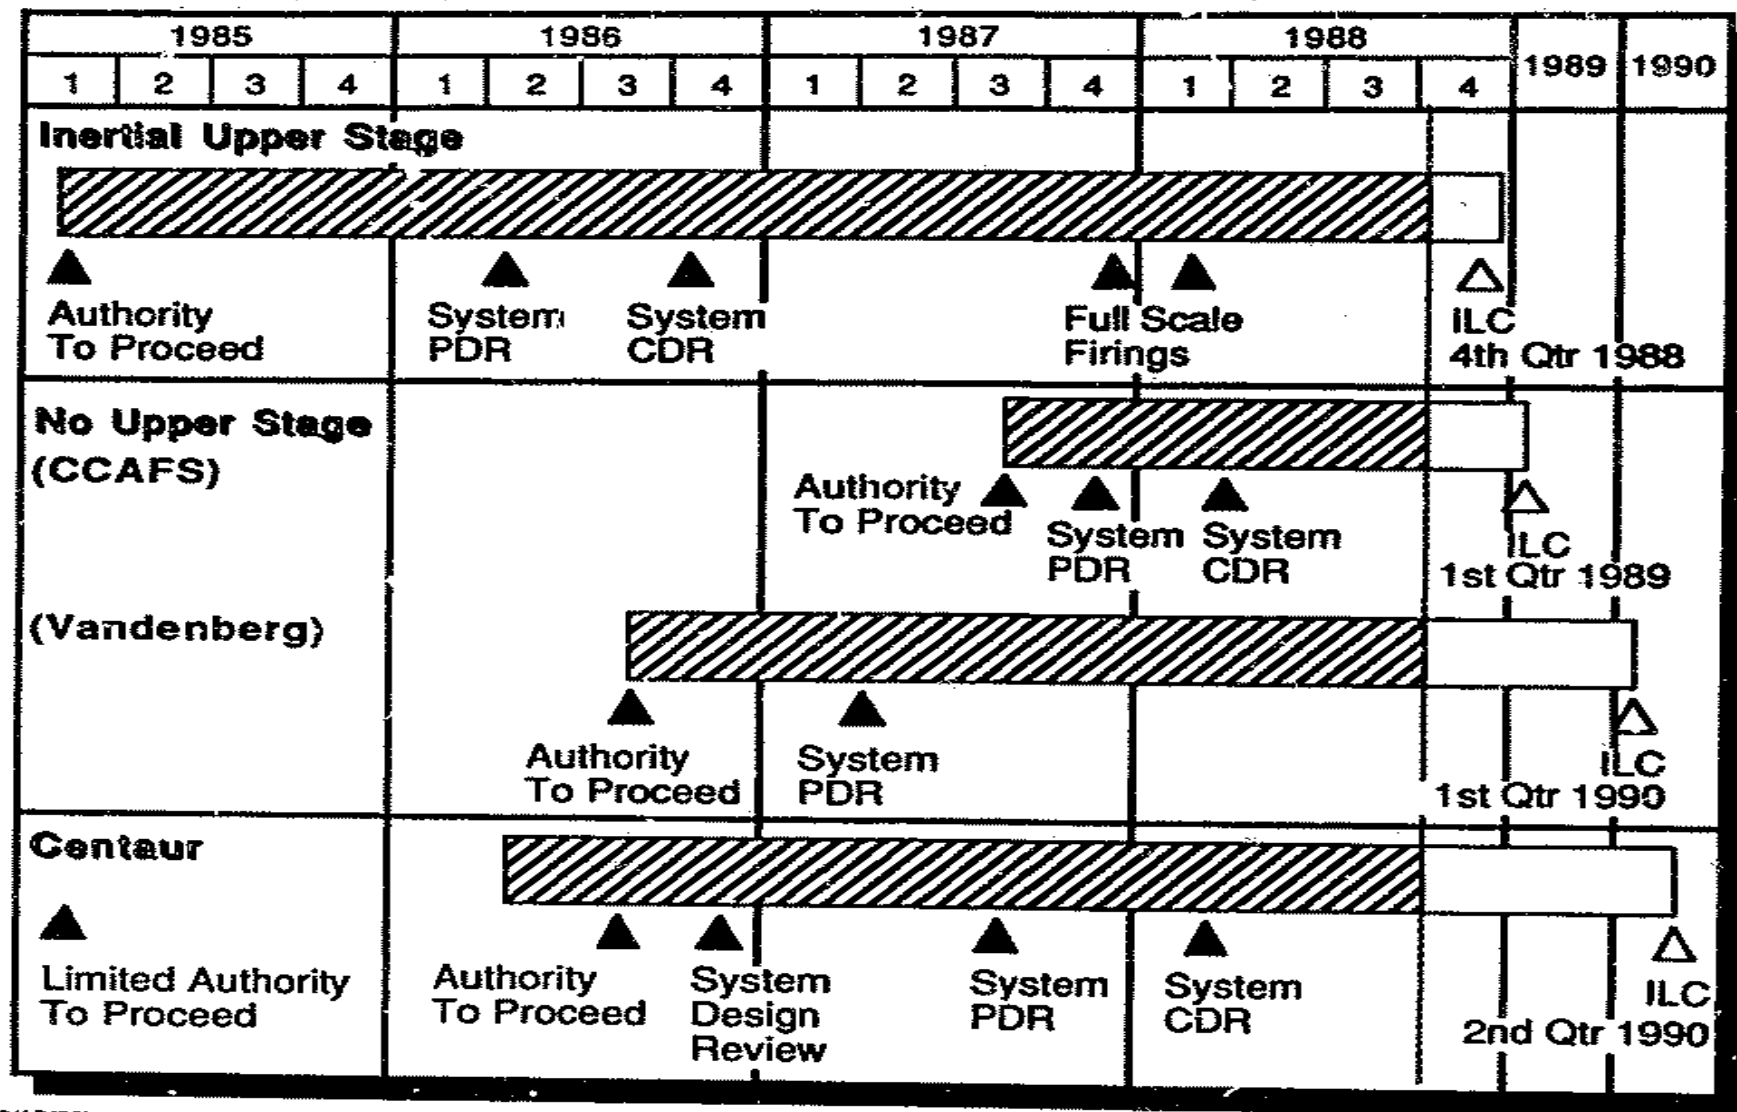 1985 1986 1987 1988 1989 1990
1 2 3 4 1 2 3 4 1 2 3 4 1 2 3 4
Inertial Upper Stage
Authority
To Proceed
System
PDR
System
CDR
Full Scale
Firings
ILC
4th Qtr 1988
No Upper Stage
(CCAFS)
Authority
To Proceed
System
PDR
System
CDR
ILC
1st Qtr 1989
(Vandenberg)
Authority
To Proceed
System
PDR
ILC
1st Qtr 1990
Centaur
Limited Authority
To Proceed
Authority
To Proceed
System
Design
Review
System
PDR
System
CDR
ILC
2nd Qtr 1990